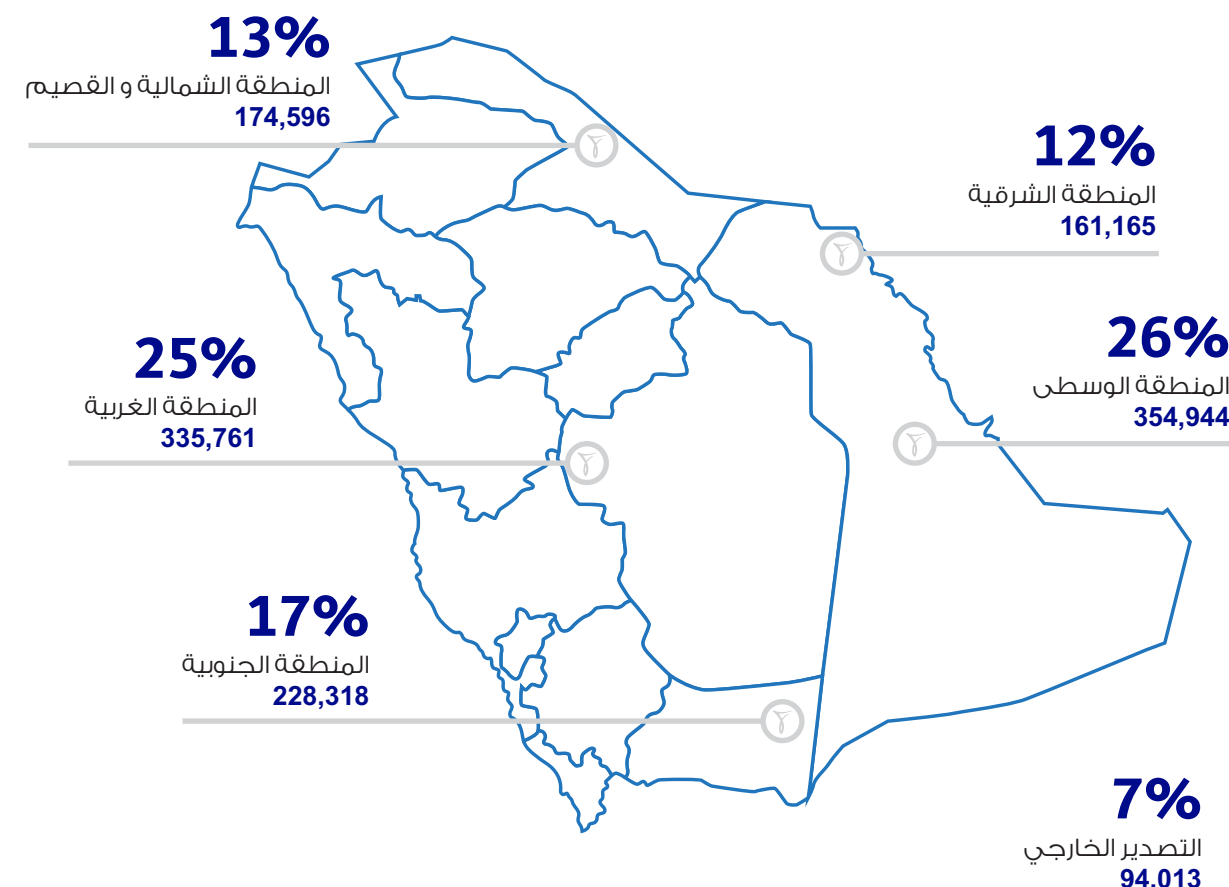 13%
المنطقة الشمالية و القصيم
174,596
12%
المنطقة الشرقية
161,165
26%
المنطقة الوسطى
354,944
25%
المنطقة الغربية
335,761
17%
المنطقة الجنوبية
228,318
7%
التصدير الخارجي
94,013